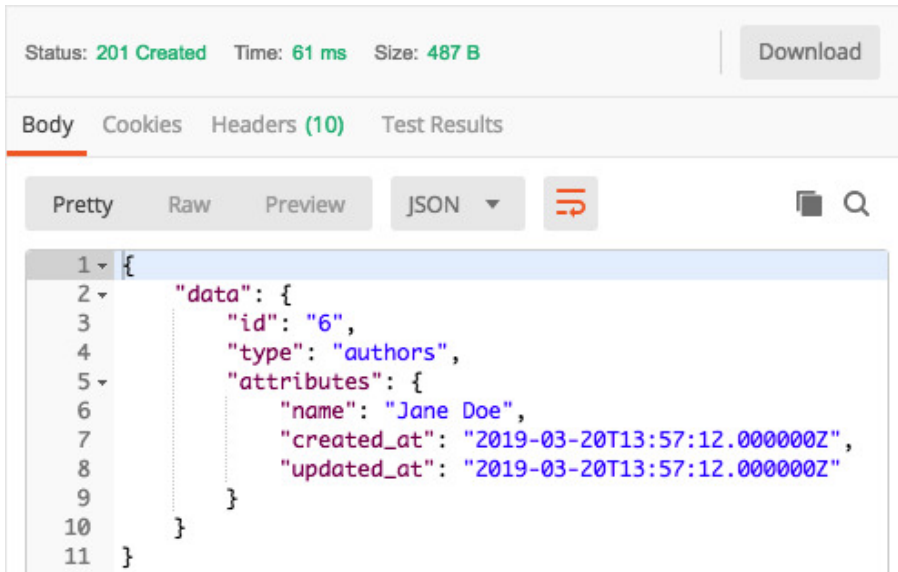 Status: 201 Created Time: 61 ms Size: 487 B Download
Body Cookies Headers (10) Test Results
Pretty Raw Preview JSON
1 {
2 "data": {
3 "id": "6",
4 "type": "authors",
5 "attributes": {
6 "name": "Jane Doe",
7 "created_at": "2019-03-20T13:57:12.000000Z",
8 "updated_at": "2019-03-20T13:57:12.000000Z"
9 }
10 }
11 }